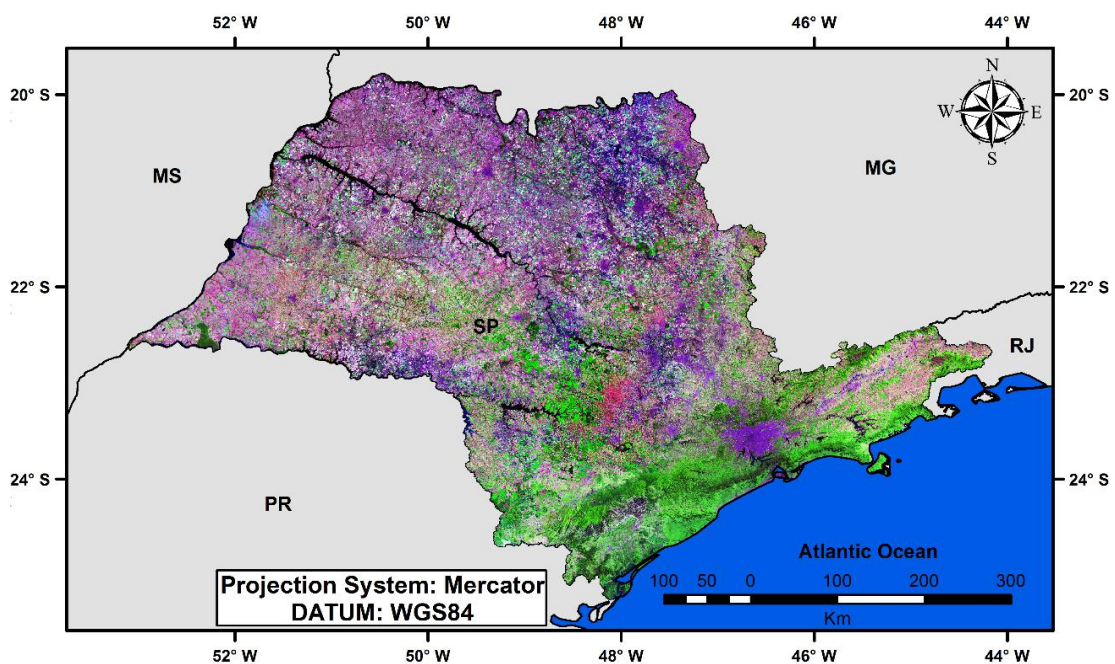 52° W 50° W 48° W 46° W 44° W
20° S 20° S
N
W E
S
MS MG
22° S 22° S
SP
RJ
24° S 24° S
PR
Atlantic Ocean
100 50 0 100 200 300
Km
Projection System: Mercator
DATUM: WGS84
52° W 50° W 48° W 46° W 44° W